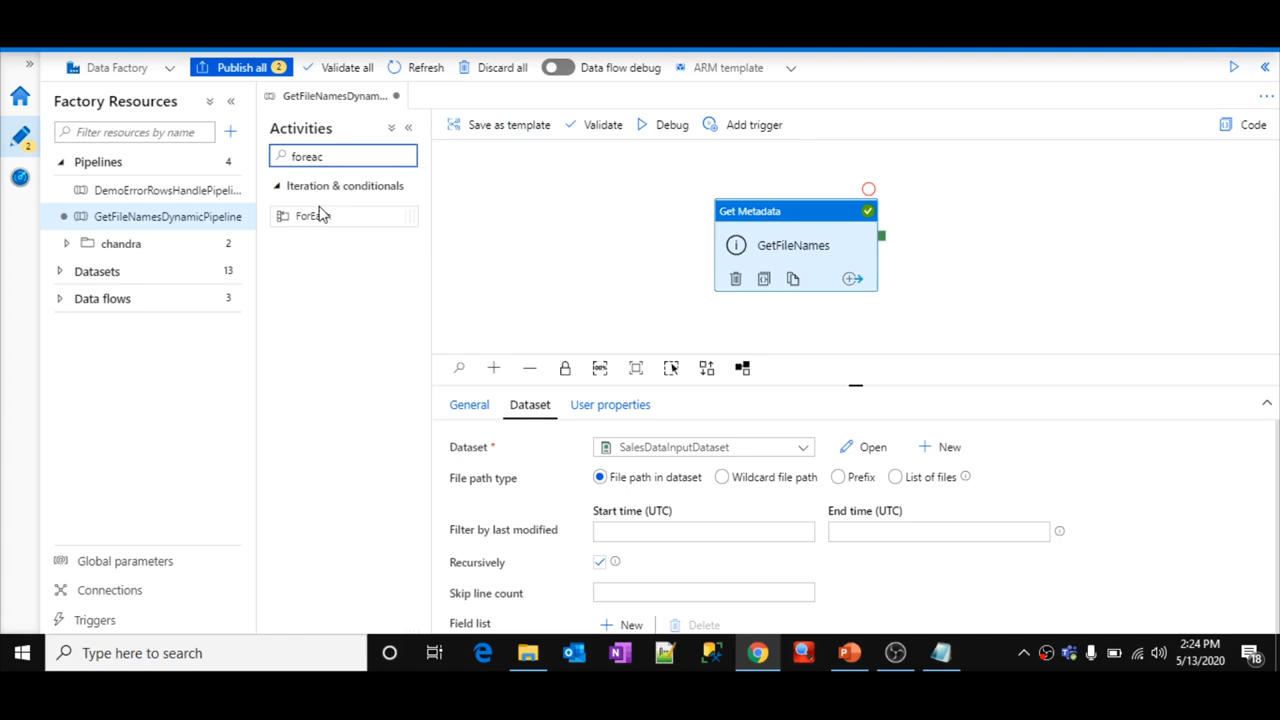 Data Factory
Publish all 2
Validate all
Refresh
Discard all
Data flow debug
ARM template
Factory Resources
Filter resources by name
Pipelines 4
DemoErrorRowsHandlePipeli...
GetFileNamesDynamicPipeline
chandra 2
Datasets 13
Data flows 3
Global parameters
Connections
Triggers
2
GetFileNamesDynam...
Activities
foreac
Iteration & conditionals
Save as template
Validate
Debug
Add trigger
Code
Get Metadata
GetFileNames
100%
General
Dataset
User properties
Dataset *
SalesDataInputDataset
Open
New
File path type
File path in dataset
Wildcard file path
Prefix
List of files
Start time (UTC)
End time (UTC)
Filter by last modified
Recursively
Skip line count
Field list
New
Delete
Type here to search
2:24 PM
5/13/2020
18